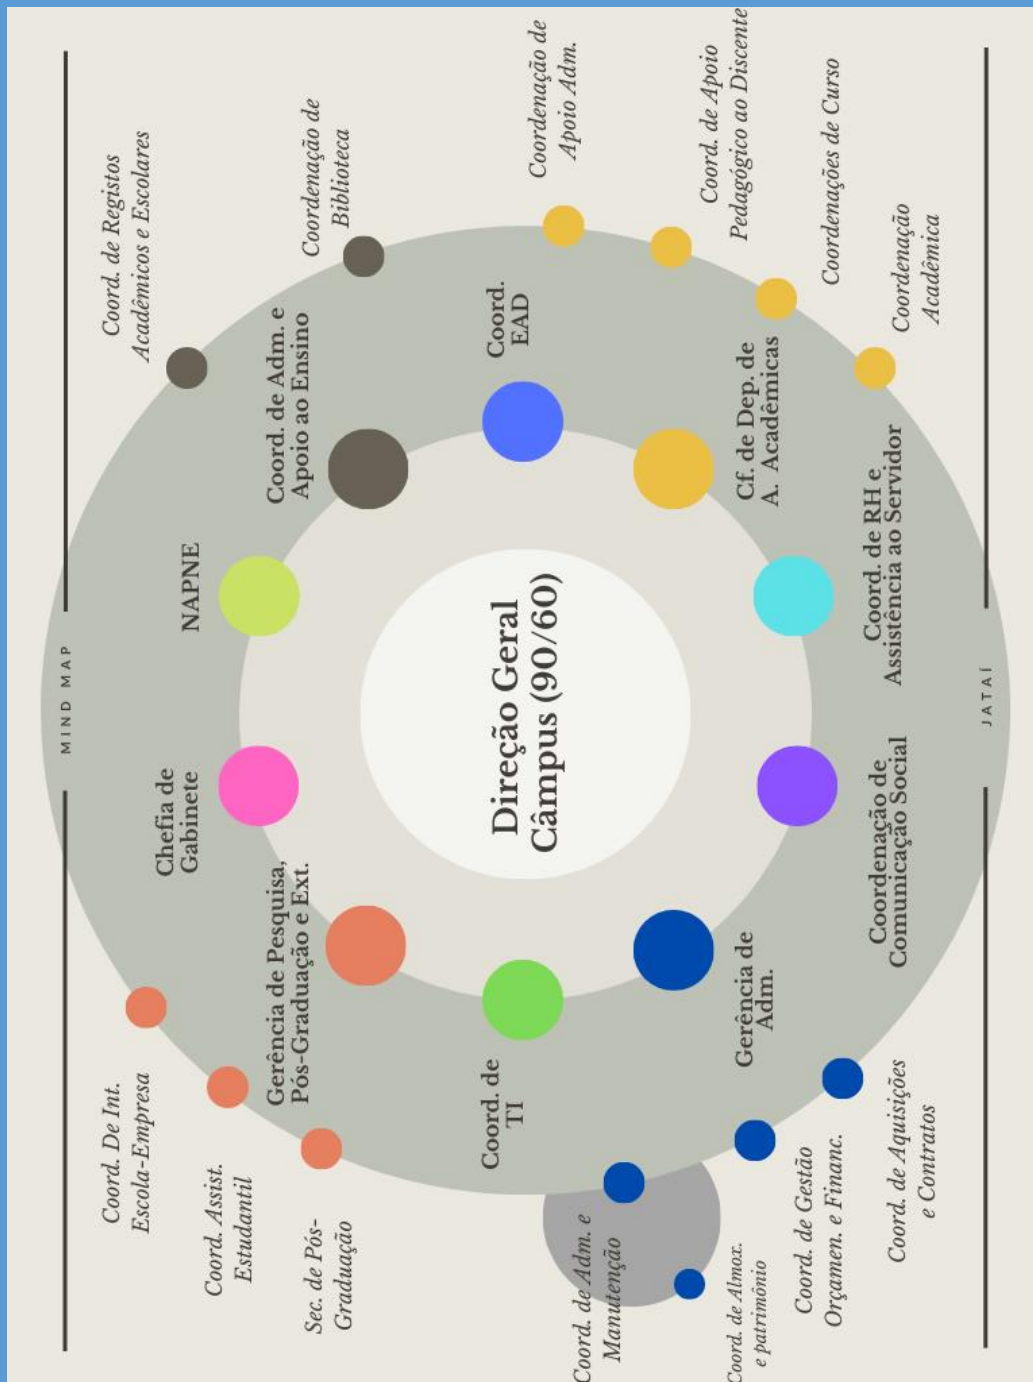 MIND MAP
Coord. de Registos
Acadêmicos e Escolares
Coordenação de
Biblioteca
Coordenação de
Apoio Adm.
Coord. de Apoio
Pedagógico ao Discente
Coordenações de Curso
Coordenação
Acadêmica
Coord. de Adm. e
Apoio ao Ensino
Coord.
EAD
Cf. de Dep. de
A. Acadêmicas
NAPNE
Coord. de RH e
Assistência ao Servidor
Direção Geral
Câmpus (90/60)
Chefia de
Gabinete
Coordenação de
Comunicação Social
Gerência de Pesquisa,
Pós-Graduação e Ext.
Coord. de
TI
Gerência de
Adm.
Coord. De Int.
Escola-Empresa
Coord. Assist.
Estudantil
Sec. de Pós-
Graduação
Coord. de Adm. e
Manutenção
Coord. de Almox.
e patrimônio
Coord. de Gestão
Orçamen. e Financ.
Coord. de Aquisições
e Contratos
JATAÍ